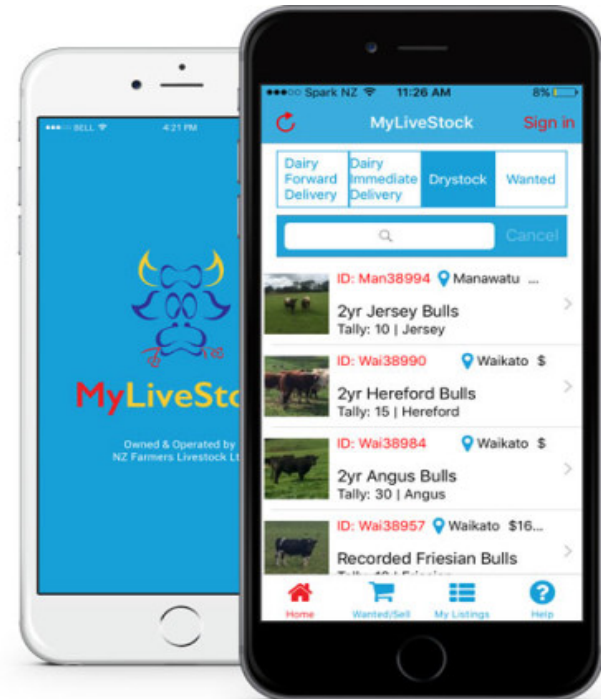 BELL 4:21 PM
MyLiveSto
Owned & Operated by
NZ Farmers Livestock Lt
Spark NZ 11:26 AM 8%
MyLiveStock Sign in
Dairy Forward Delivery
Dairy Immediate Delivery
Drystock
Wanted
Cancel
ID: Man38994 Manawatu ...
2yr Jersey Bulls
Tally: 10 | Jersey
ID: Wai38990 Waikato $
2yr Hereford Bulls
Tally: 15 | Hereford
ID: Wai38984 Waikato $
2yr Angus Bulls
Tally: 30 | Angus
ID: Wai38957 Waikato $16...
Recorded Friesian Bulls
Home Wanted/Sell My Listings Help